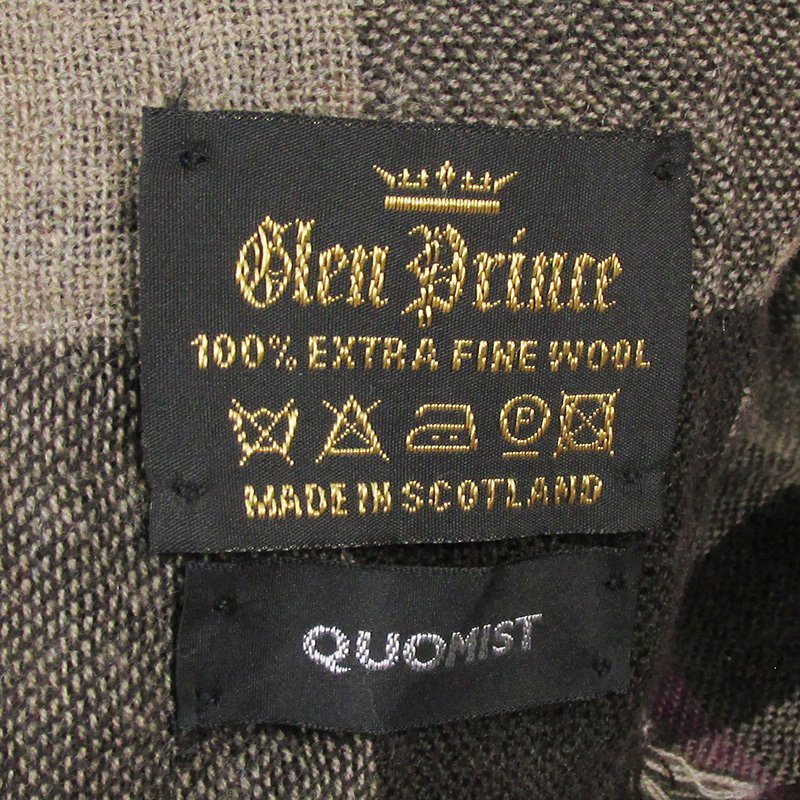 Glen Prince
100% EXTRA FINE WOOL
P
MADE IN SCOTLAND
QUOMIST